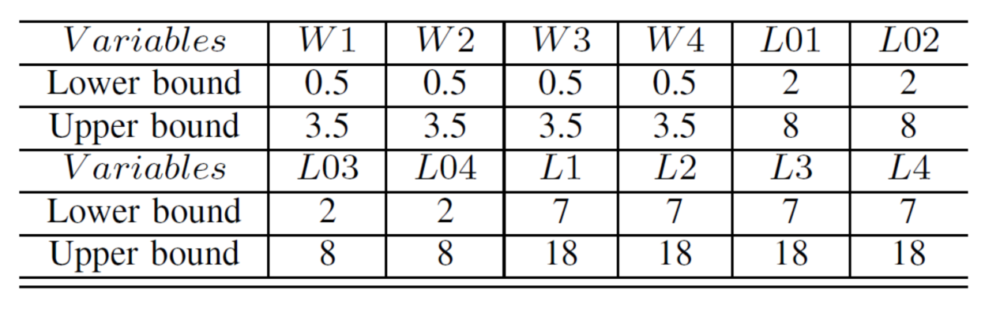 Variables W1 W2 W3 W4 L01 L02
Lower bound 0.5 0.5 0.5 0.5 2 2
Upper bound 3.5 3.5 3.5 3.5 8 8
Variables L03 L04 L1 L2 L3 L4
Lower bound 2 2 7 7 7 7
Upper bound 8 8 18 18 18 18